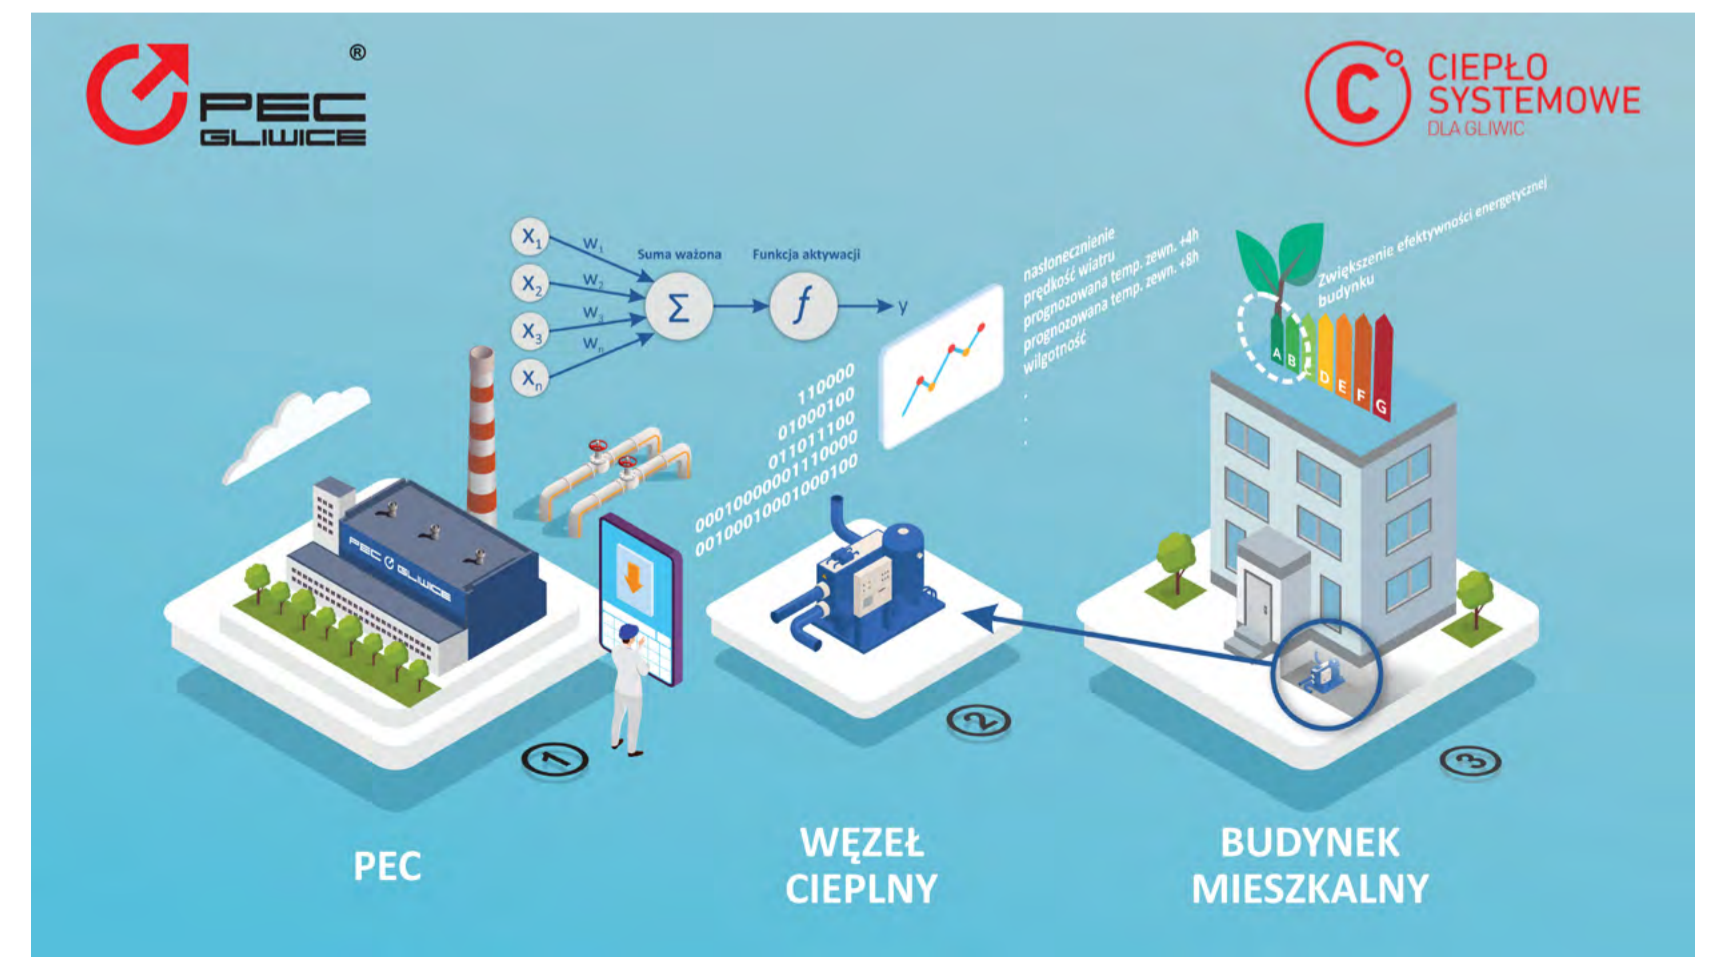 PEC
GLIWICE
®
CIEPŁO
SYSTEMOWE
DLA GLIWIC
X1
X2
X3
Xn
W1
W2
W3
Wn
Suma ważona
Σ
Funkcja aktywacji
f
y
nasłonecznienie
prędkość wiatru
prognozowana temp. zewn. +4h
prognozowana temp. zewn. +8h
wilgotność
.
.
.
Zwiększenie efektywności energetycznej
budynku
A
B
D
E
F
G
110000
01000100
011011100
00010000001110000
00100010001000100
PEC GLIWICE
1
2
3
PEC
WĘZEŁ
CIEPLNY
BUDYNEK
MIESZKALNY